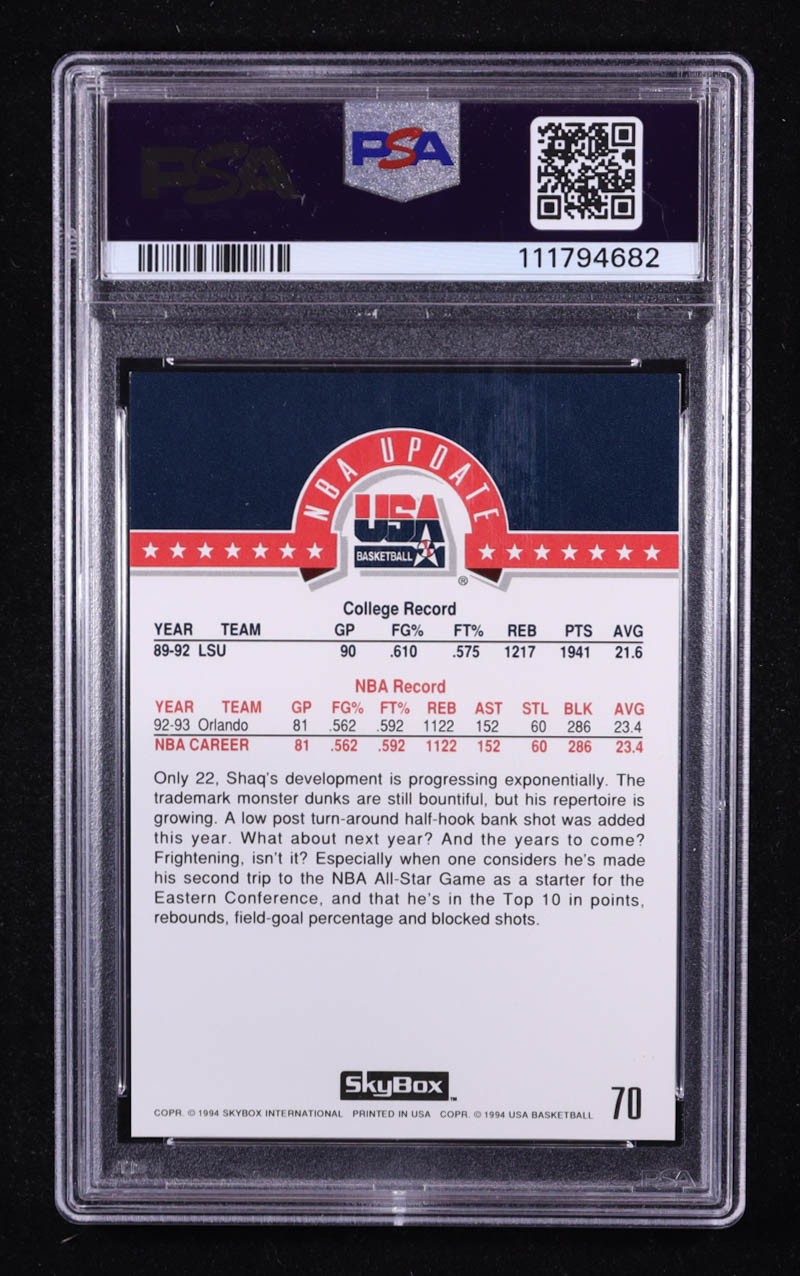 PSA
PSA
111794682
NBA UPDATE
USA
BASKETBALL
®
College Record
YEAR TEAM GP FG% FT% REB PTS AVG
89-92 LSU 90 .610 .575 1217 1941 21.6
NBA Record
YEAR TEAM GP FG% FT% REB AST STL BLK AVG
92-93 Orlando 81 .562 .592 1122 152 60 286 23.4
NBA CAREER 81 .562 .592 1122 152 60 286 23.4
Only 22, Shaq's development is progressing exponentially. The
trademark monster dunks are still bountiful, but his repertoire is
growing. A low post turn-around half-hook bank shot was added
this year. What about next year? And the years to come?
Frightening, isn't it? Especially when one considers he's made
his second trip to the NBA All-Star Game as a starter for the
Eastern Conference, and that he's in the Top 10 in points,
rebounds, field-goal percentage and blocked shots.
SkyBox™
COPR. © 1994 SKYBOX INTERNATIONAL PRINTED IN USA COPR. © 1994 USA BASKETBALL 70
PSA